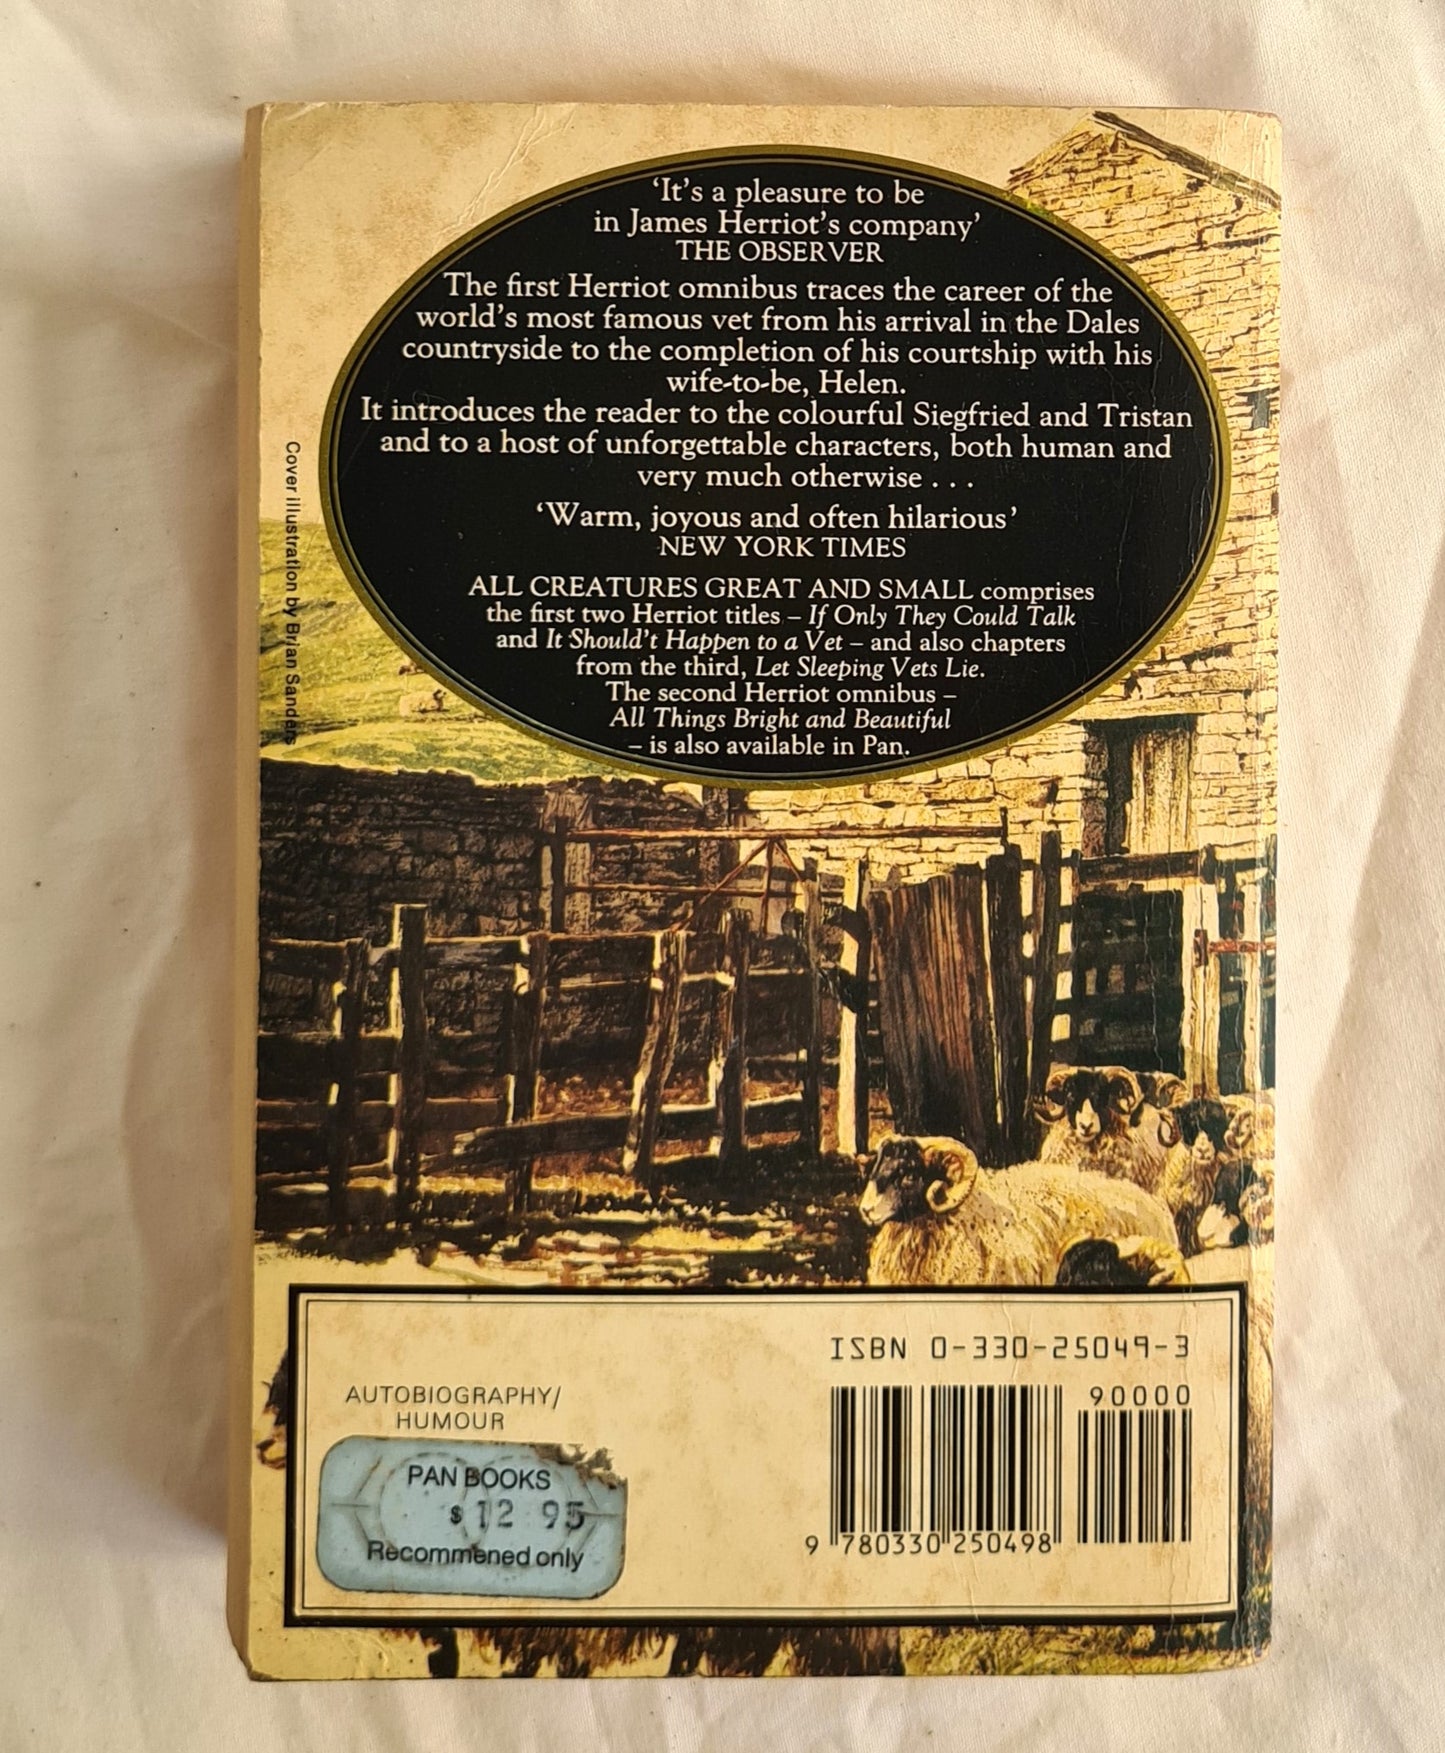 ‘It's a pleasure to be
in James Herriot's company’
THE OBSERVER
The first Herriot omnibus traces the career of the
world's most famous vet from his arrival in the Dales
countryside to the completion of his courtship with his
wife-to-be, Helen.
It introduces the reader to the colourful Siegfried and Tristan
and to a host of unforgettable characters, both human and
very much otherwise . . .
‘Warm, joyous and often hilarious’
NEW YORK TIMES
ALL CREATURES GREAT AND SMALL comprises
the first two Herriot titles – If Only They Could Talk
and It Should't Happen to a Vet – and also chapters
from the third, Let Sleeping Vets Lie.
The second Herriot omnibus –
All Things Bright and Beautiful
– is also available in Pan.
Cover illustration by Brian Sanders
AUTOBIOGRAPHY/
HUMOUR
PAN BOOKS
$12 95
Recommened only
ISBN 0-330-25049-3
90000
9 780330 250498